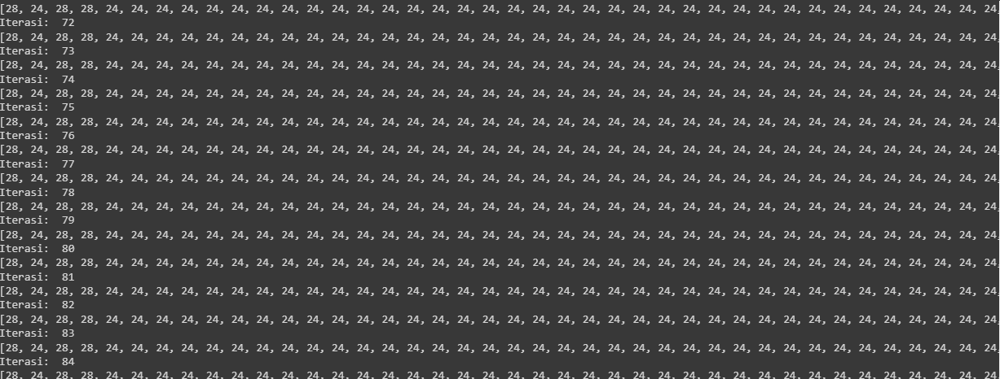 [28, 24, 28, 28, 24, 24, 24, 24, 24, 24, 24, 24, 24, 24, 24, 24, 24, 24, 24, 24, 24, 24, 24, 24, 24, 24, 24, 24, 24, 24, 24, 24, 24, 24, 24, 24, 24, 24, 24, 24,
Iterasi:  72
[28, 24, 28, 28, 24, 24, 24, 24, 24, 24, 24, 24, 24, 24, 24, 24, 24, 24, 24, 24, 24, 24, 24, 24, 24, 24, 24, 24, 24, 24, 24, 24, 24, 24, 24, 24, 24, 24, 24, 24,
Iterasi:  73
[28, 24, 28, 28, 24, 24, 24, 24, 24, 24, 24, 24, 24, 24, 24, 24, 24, 24, 24, 24, 24, 24, 24, 24, 24, 24, 24, 24, 24, 24, 24, 24, 24, 24, 24, 24, 24, 24, 24, 24,
Iterasi:  74
[28, 24, 28, 28, 24, 24, 24, 24, 24, 24, 24, 24, 24, 24, 24, 24, 24, 24, 24, 24, 24, 24, 24, 24, 24, 24, 24, 24, 24, 24, 24, 24, 24, 24, 24, 24, 24, 24, 24, 24,
Iterasi:  75
[28, 24, 28, 28, 24, 24, 24, 24, 24, 24, 24, 24, 24, 24, 24, 24, 24, 24, 24, 24, 24, 24, 24, 24, 24, 24, 24, 24, 24, 24, 24, 24, 24, 24, 24, 24, 24, 24, 24, 24,
Iterasi:  76
[28, 24, 28, 28, 24, 24, 24, 24, 24, 24, 24, 24, 24, 24, 24, 24, 24, 24, 24, 24, 24, 24, 24, 24, 24, 24, 24, 24, 24, 24, 24, 24, 24, 24, 24, 24, 24, 24, 24, 24,
Iterasi:  77
[28, 24, 28, 28, 24, 24, 24, 24, 24, 24, 24, 24, 24, 24, 24, 24, 24, 24, 24, 24, 24, 24, 24, 24, 24, 24, 24, 24, 24, 24, 24, 24, 24, 24, 24, 24, 24, 24, 24, 24,
Iterasi:  78
[28, 24, 28, 28, 24, 24, 24, 24, 24, 24, 24, 24, 24, 24, 24, 24, 24, 24, 24, 24, 24, 24, 24, 24, 24, 24, 24, 24, 24, 24, 24, 24, 24, 24, 24, 24, 24, 24, 24, 24,
Iterasi:  79
[28, 24, 28, 28, 24, 24, 24, 24, 24, 24, 24, 24, 24, 24, 24, 24, 24, 24, 24, 24, 24, 24, 24, 24, 24, 24, 24, 24, 24, 24, 24, 24, 24, 24, 24, 24, 24, 24, 24, 24,
Iterasi:  80
[28, 24, 28, 28, 24, 24, 24, 24, 24, 24, 24, 24, 24, 24, 24, 24, 24, 24, 24, 24, 24, 24, 24, 24, 24, 24, 24, 24, 24, 24, 24, 24, 24, 24, 24, 24, 24, 24, 24, 24,
Iterasi:  81
[28, 24, 28, 28, 24, 24, 24, 24, 24, 24, 24, 24, 24, 24, 24, 24, 24, 24, 24, 24, 24, 24, 24, 24, 24, 24, 24, 24, 24, 24, 24, 24, 24, 24, 24, 24, 24, 24, 24, 24,
Iterasi:  82
[28, 24, 28, 28, 24, 24, 24, 24, 24, 24, 24, 24, 24, 24, 24, 24, 24, 24, 24, 24, 24, 24, 24, 24, 24, 24, 24, 24, 24, 24, 24, 24, 24, 24, 24, 24, 24, 24, 24, 24,
Iterasi:  83
[28, 24, 28, 28, 24, 24, 24, 24, 24, 24, 24, 24, 24, 24, 24, 24, 24, 24, 24, 24, 24, 24, 24, 24, 24, 24, 24, 24, 24, 24, 24, 24, 24, 24, 24, 24, 24, 24, 24, 24,
Iterasi:  84
[28, 24, 28, 28, 24, 24, 24, 24, 24, 24, 24, 24, 24, 24, 24, 24, 24, 24, 24, 24, 24, 24, 24, 24, 24, 24, 24, 24, 24, 24, 24, 24, 24, 24, 24, 24, 24, 24, 24, 24,